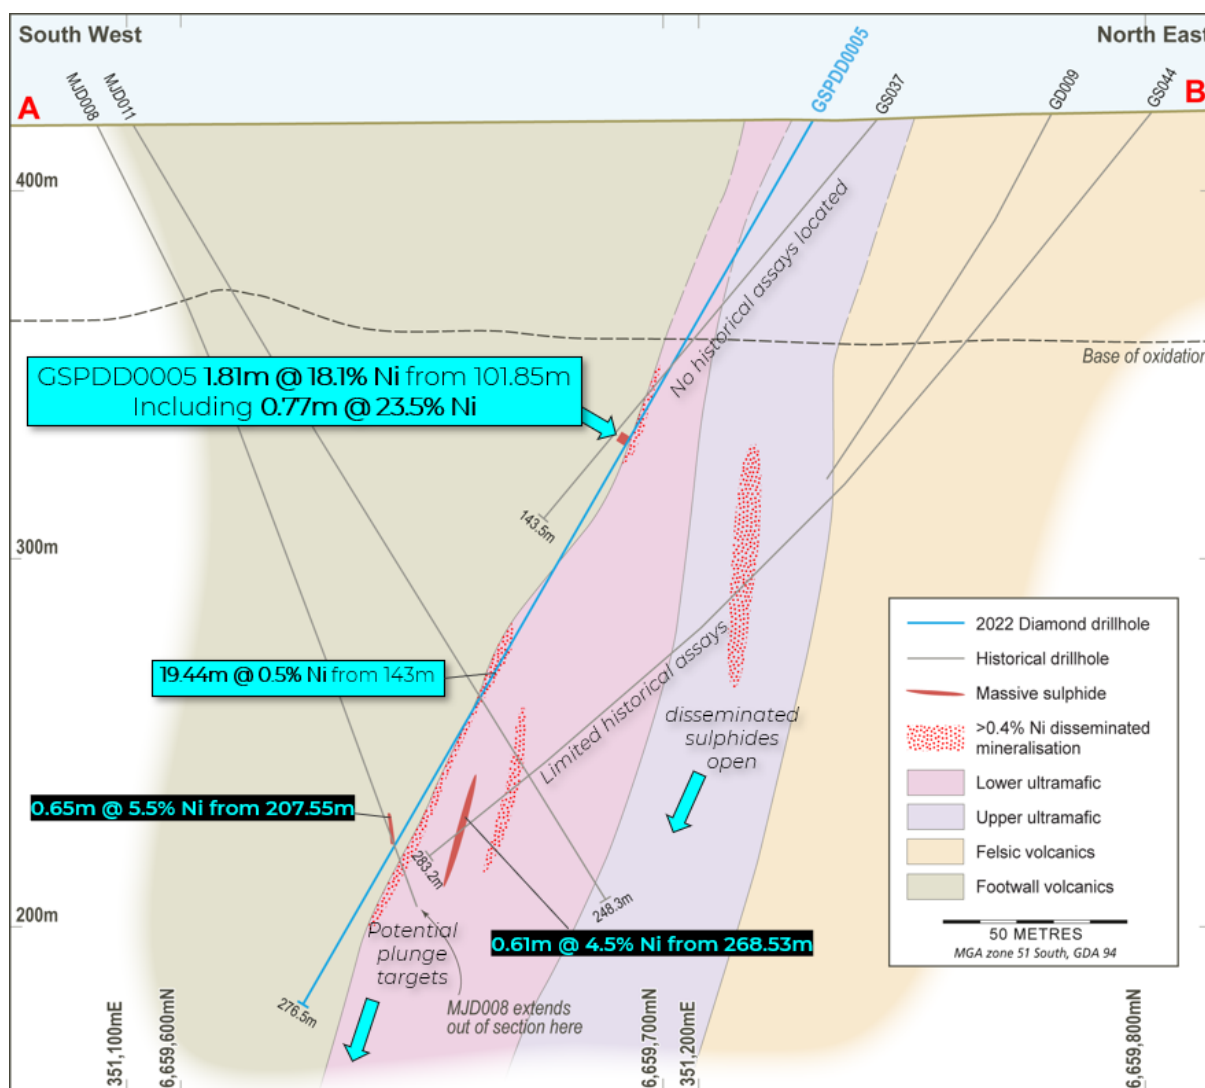 South West
North East
A
B
MJD008
MJD011
GSPDD0005
GS037
GD009
GS044
400m
No historical assays located
Base of oxidation
GSPDD0005 1.81m @ 18.1% Ni from 101.85m
Including 0.77m @ 23.5% Ni
143.5m
300m
19.44m @ 0.5% Ni from 143m
Limited historical assays
disseminated
sulphides
open
0.65m @ 5.5% Ni from 207.55m
283.2m
248.3m
200m
0.61m @ 4.5% Ni from 268.53m
Potential
plunge
targets
276.5m
MJD008 extends
out of section here
351,100mE
6,659,600mN
6,659,700mN
351,200mE
6,659,800mN
2022 Diamond drillhole
Historical drillhole
Massive sulphide
>0.4% Ni disseminated
mineralisation
Lower ultramafic
Upper ultramafic
Felsic volcanics
Footwall volcanics
50 METRES
MGA zone 51 South, GDA 94